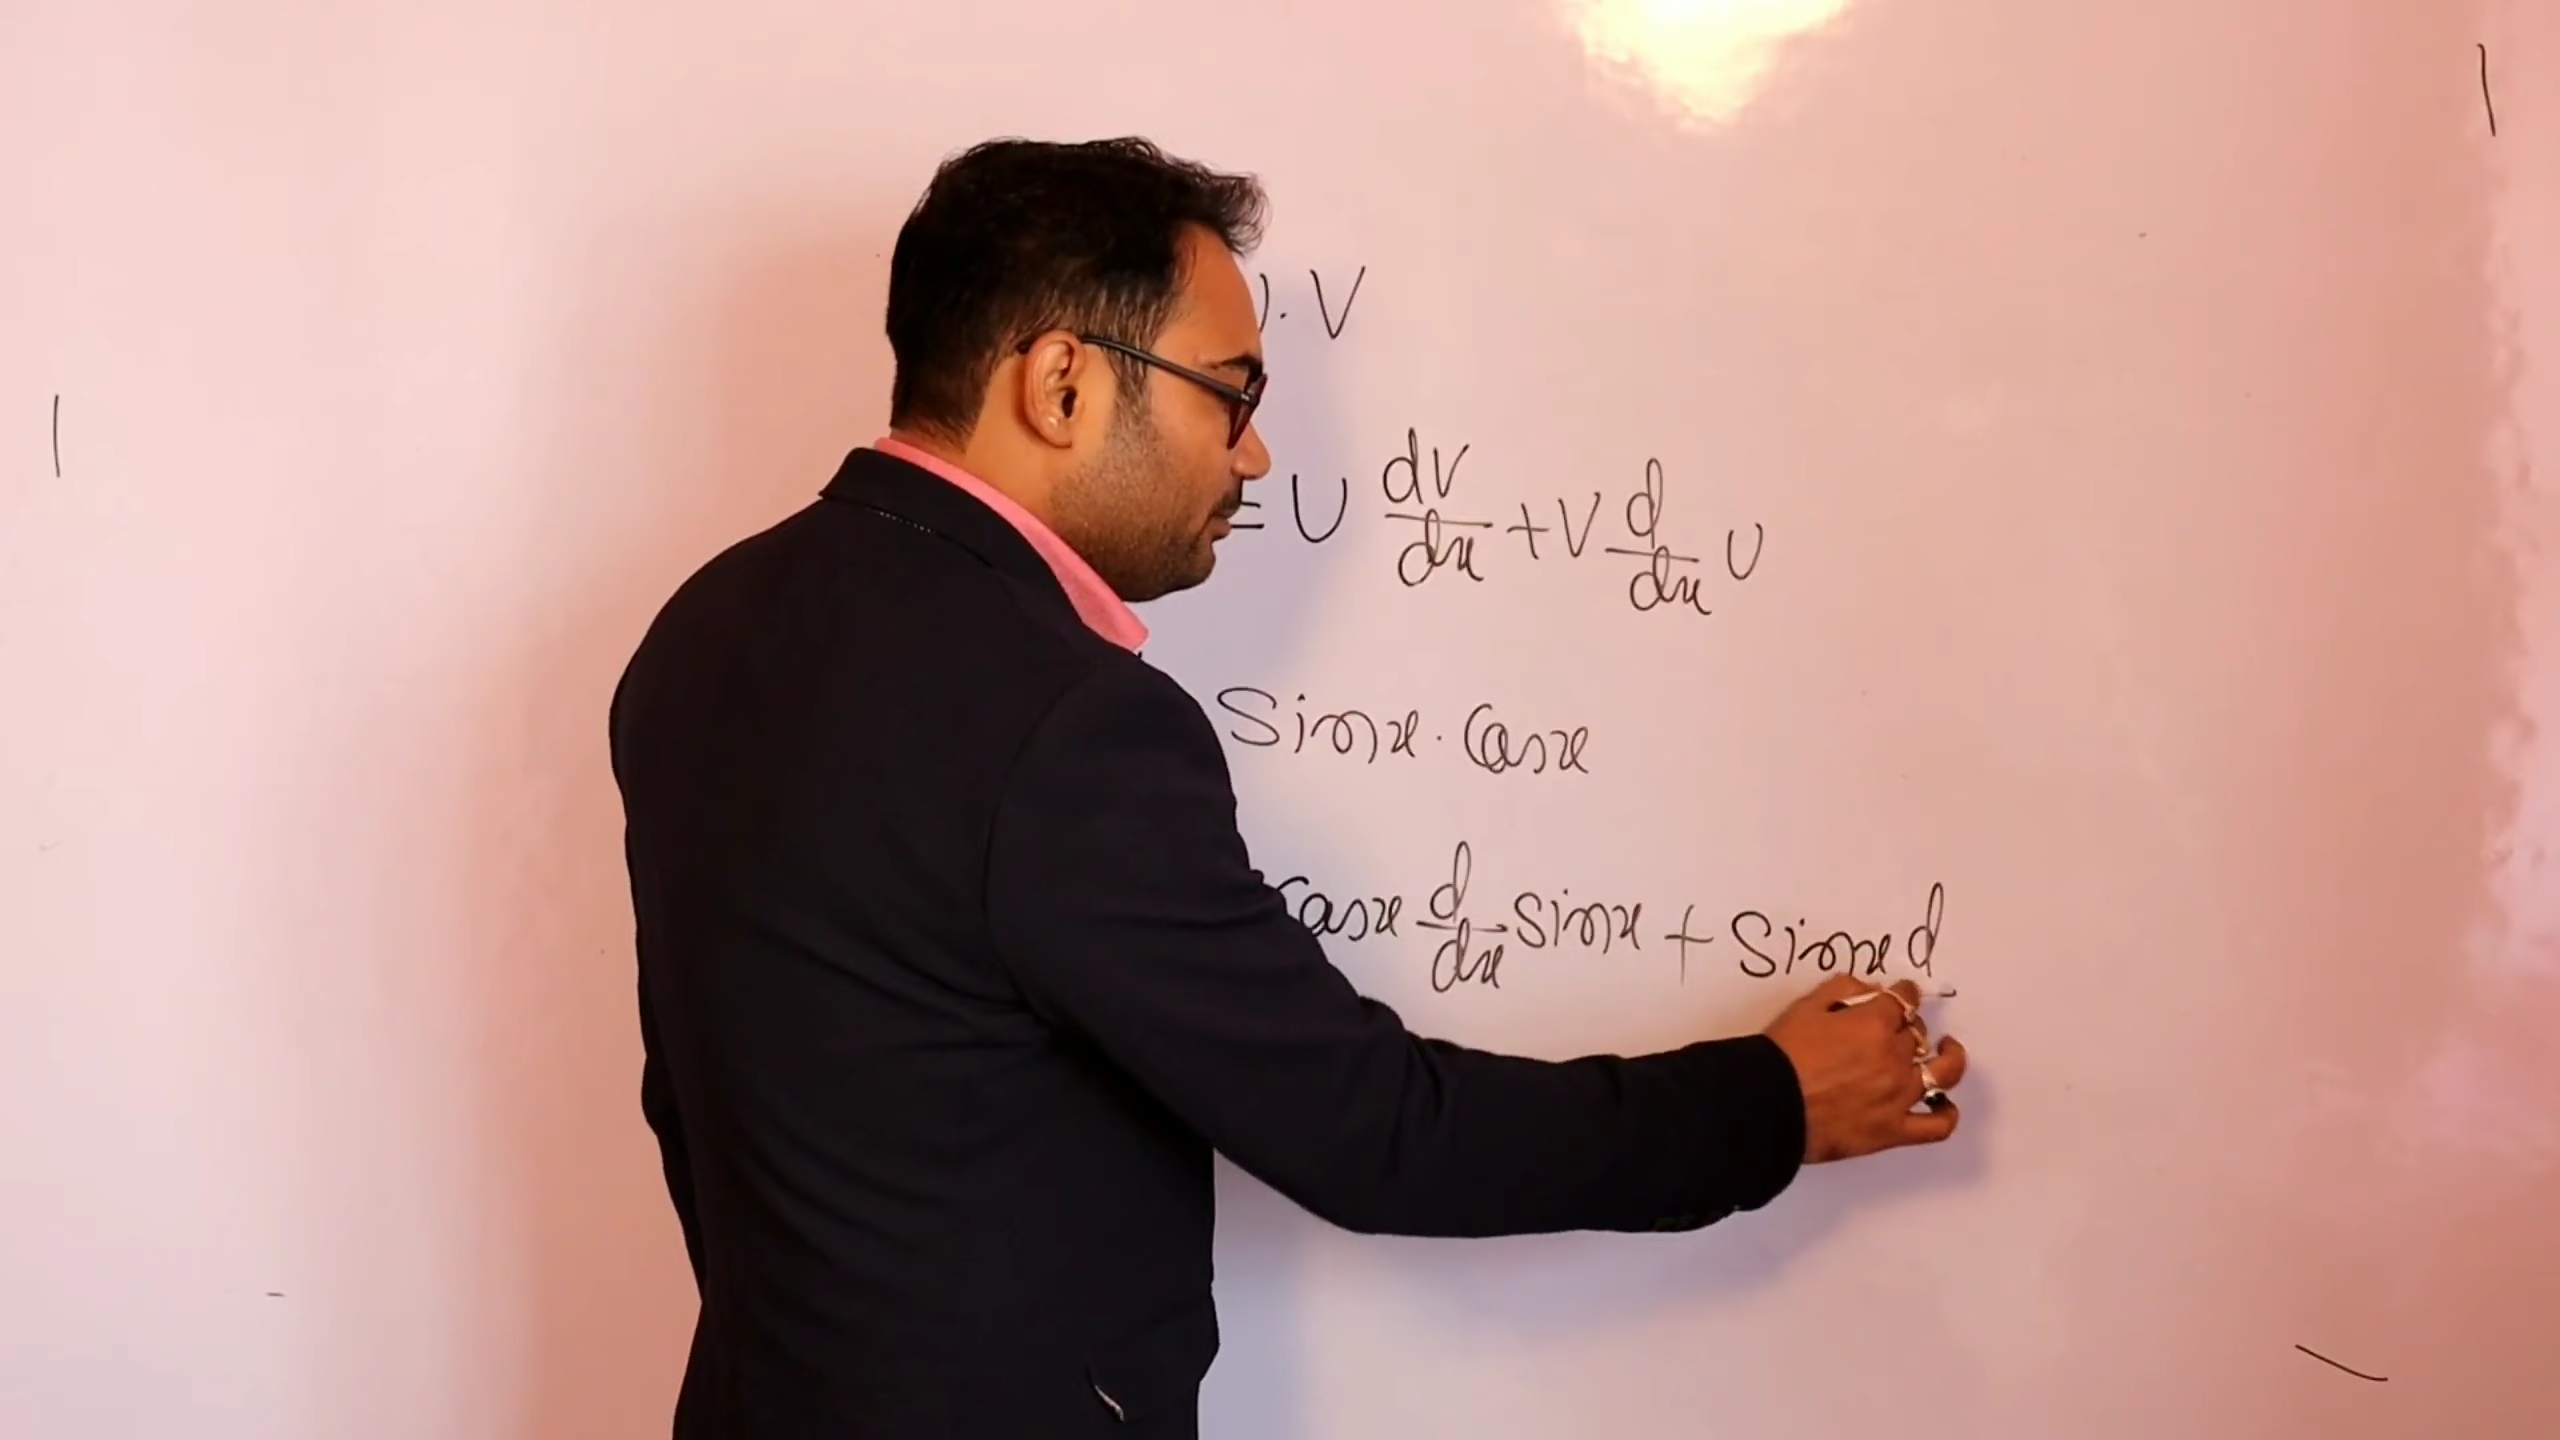 . V
= U dv/dx + V d/dx U
Sinx . Cosx
Cosx d/dx Sinx + Sinx d